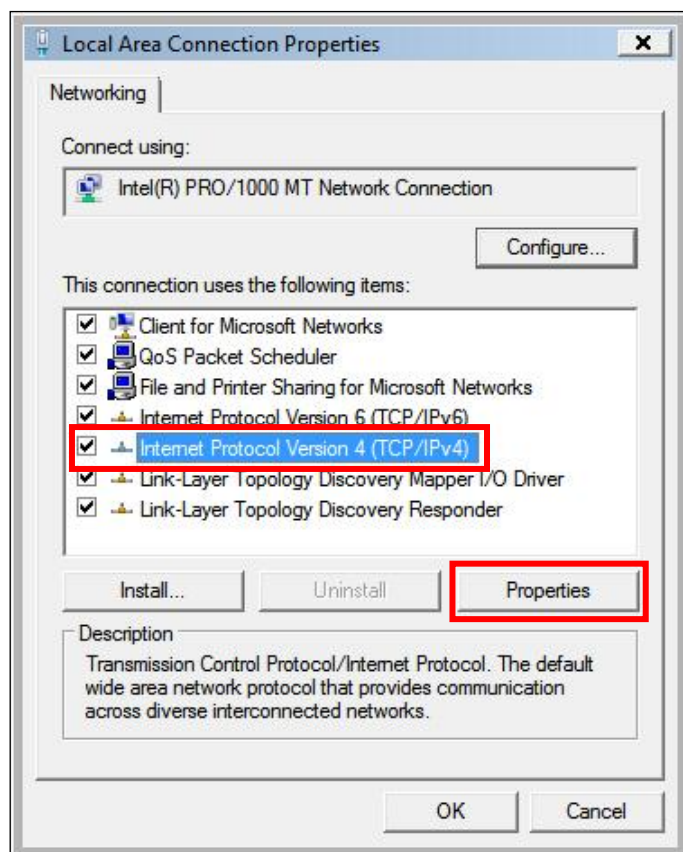 Local Area Connection Properties
Networking
Connect using:
Intel(R) PRO/1000 MT Network Connection
Configure...
This connection uses the following items:
Client for Microsoft Networks
QoS Packet Scheduler
File and Printer Sharing for Microsoft Networks
Internet Protocol Version 6 (TCP/IPv6)
Internet Protocol Version 4 (TCP/IPv4)
Link-Layer Topology Discovery Mapper I/O Driver
Link-Layer Topology Discovery Responder
Install... Uninstall Properties
Description
Transmission Control Protocol/Internet Protocol. The default
wide area network protocol that provides communication
across diverse interconnected networks.
OK Cancel